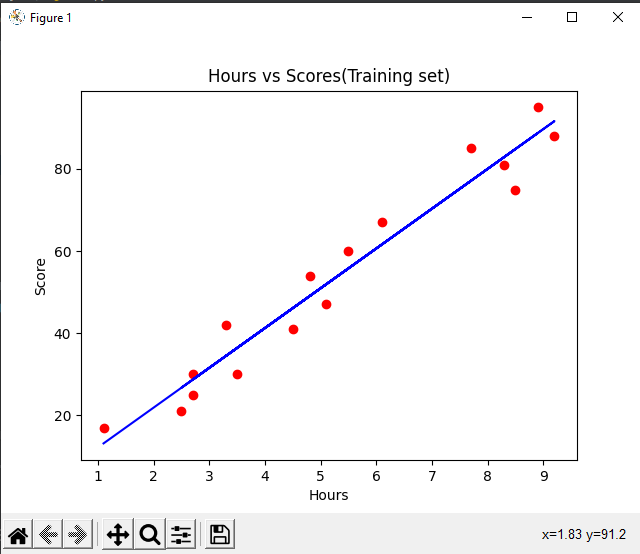 Figure 1
Hours vs Scores(Training set)
80
60
40
20
Score
1 2 3 4 5 6 7 8 9
Hours
x=1.83 y=91.2